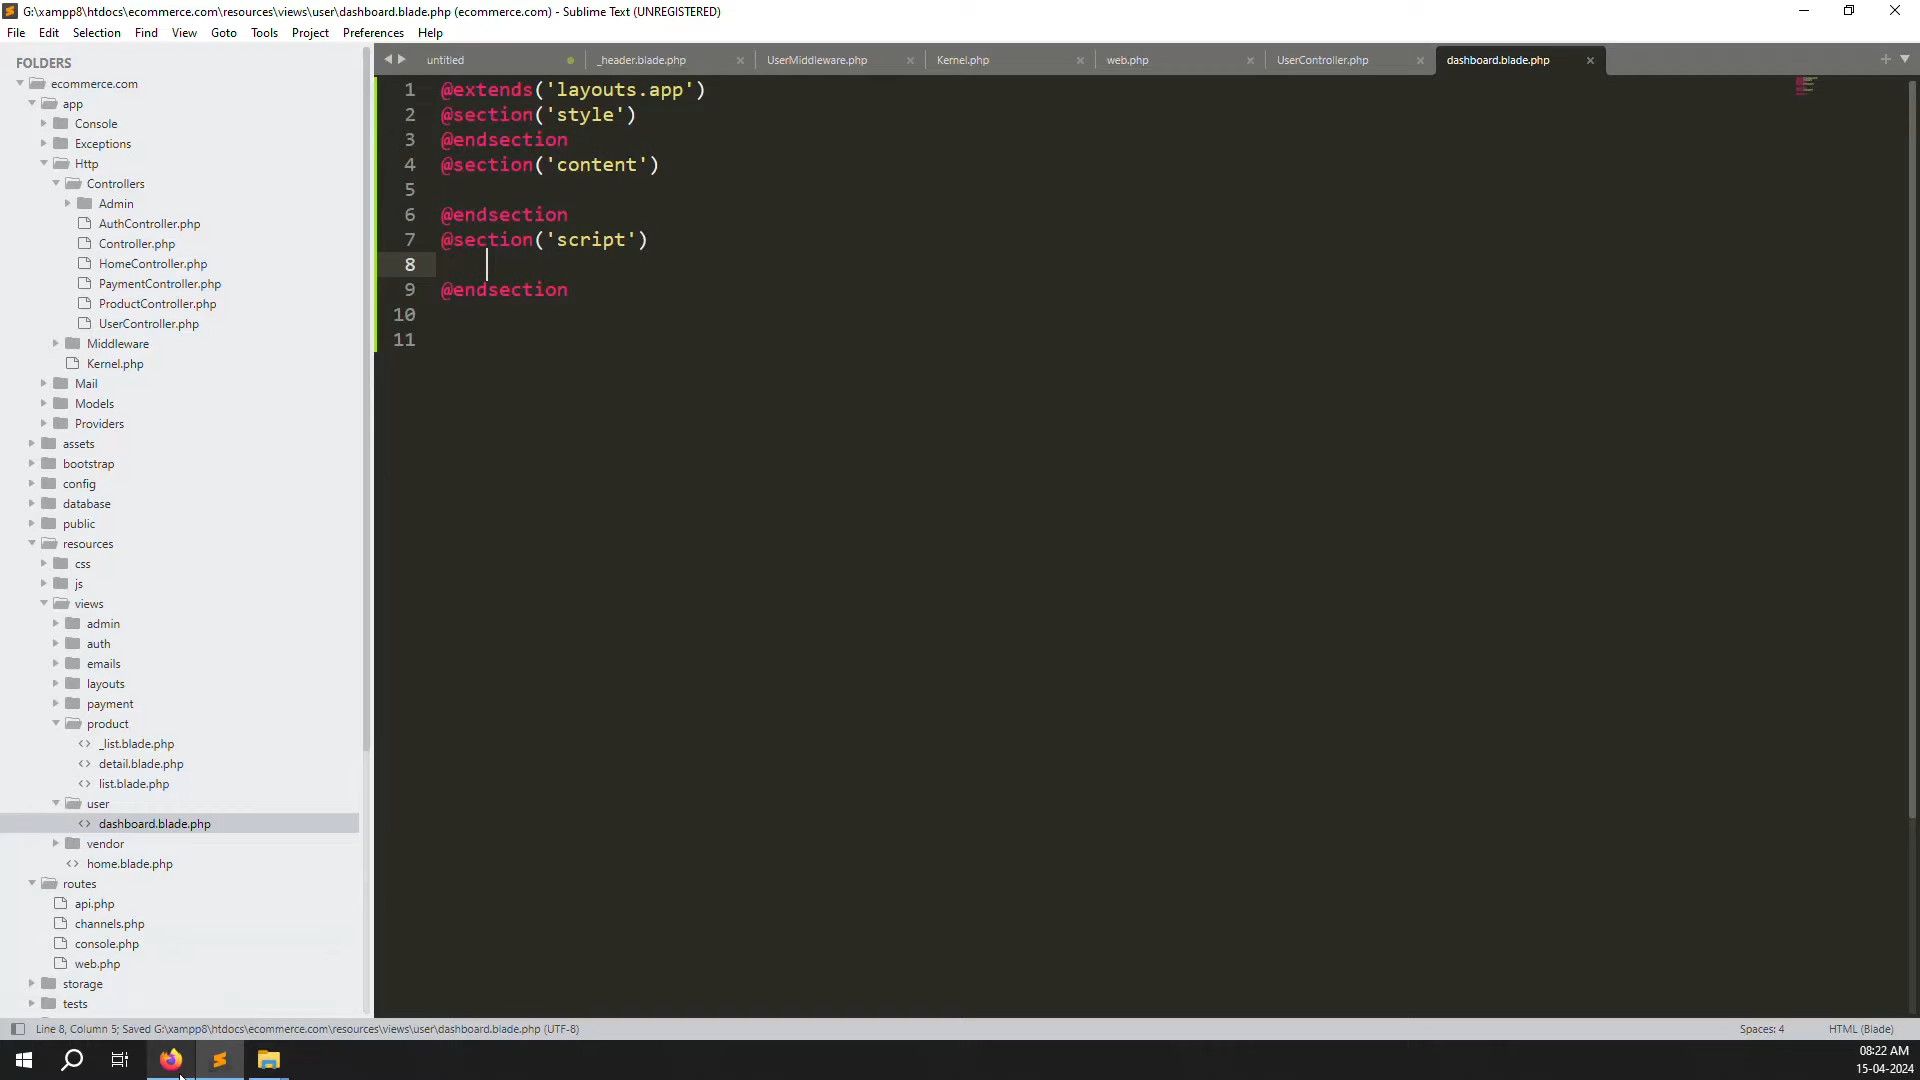 G:\xampp8\htdocs\ecommerce.com\resources\views\user\dashboard.blade.php (ecommerce.com) - Sublime Text (UNREGISTERED)
File Edit Selection Find View Goto Tools Project Preferences Help
FOLDERS
ecommerce.com
app
Console
Exceptions
Http
Controllers
Admin
AuthController.php
Controller.php
HomeController.php
PaymentController.php
ProductController.php
UserController.php
Middleware
Kernel.php
Mail
Models
Providers
assets
bootstrap
config
database
public
resources
css
js
views
admin
auth
emails
layouts
payment
product
_list.blade.php
detail.blade.php
list.blade.php
user
dashboard.blade.php
vendor
home.blade.php
routes
api.php
channels.php
console.php
web.php
storage
tests
untitled _header.blade.php UserMiddleware.php Kernel.php web.php UserController.php dashboard.blade.php
1 @extends('layouts.app')
2 @section('style')
3 @endsection
4 @section('content')
5
6 @endsection
7 @section('script')
8
9 @endsection
10
11
Line 8, Column 5; Saved G:\xampp8\htdocs\ecommerce.com\resources\views\user\dashboard.blade.php (UTF-8) Spaces: 4 HTML (Blade)
08:22 AM
15-04-2024